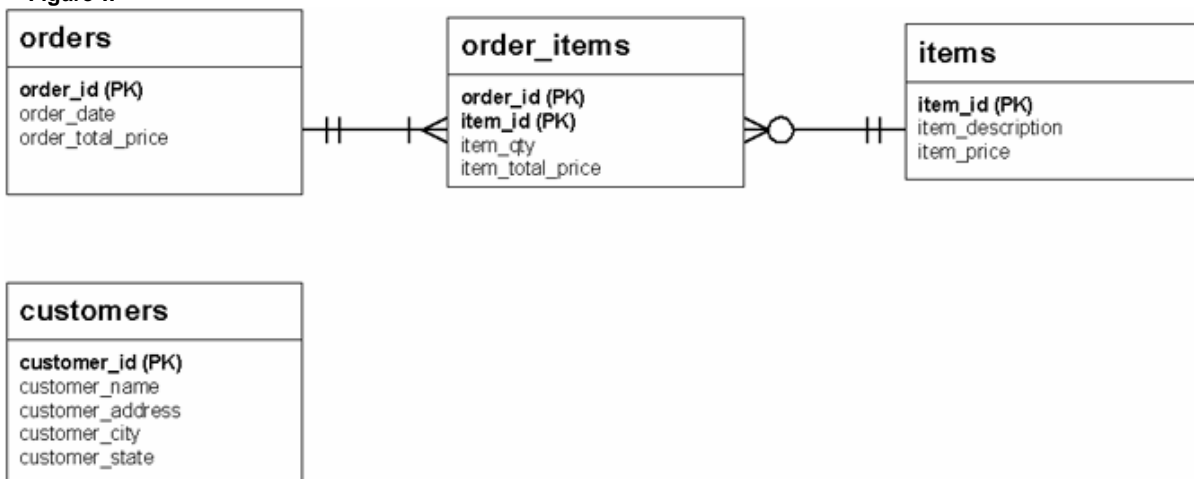 orders
order_id (PK)
order_date
order_total_price
order_items
order_id (PK)
item_id (PK)
item_qty
item_total_price
items
item_id (PK)
item_description
item_price
customers
customer_id (PK)
customer_name
customer_address
customer_city
customer_state